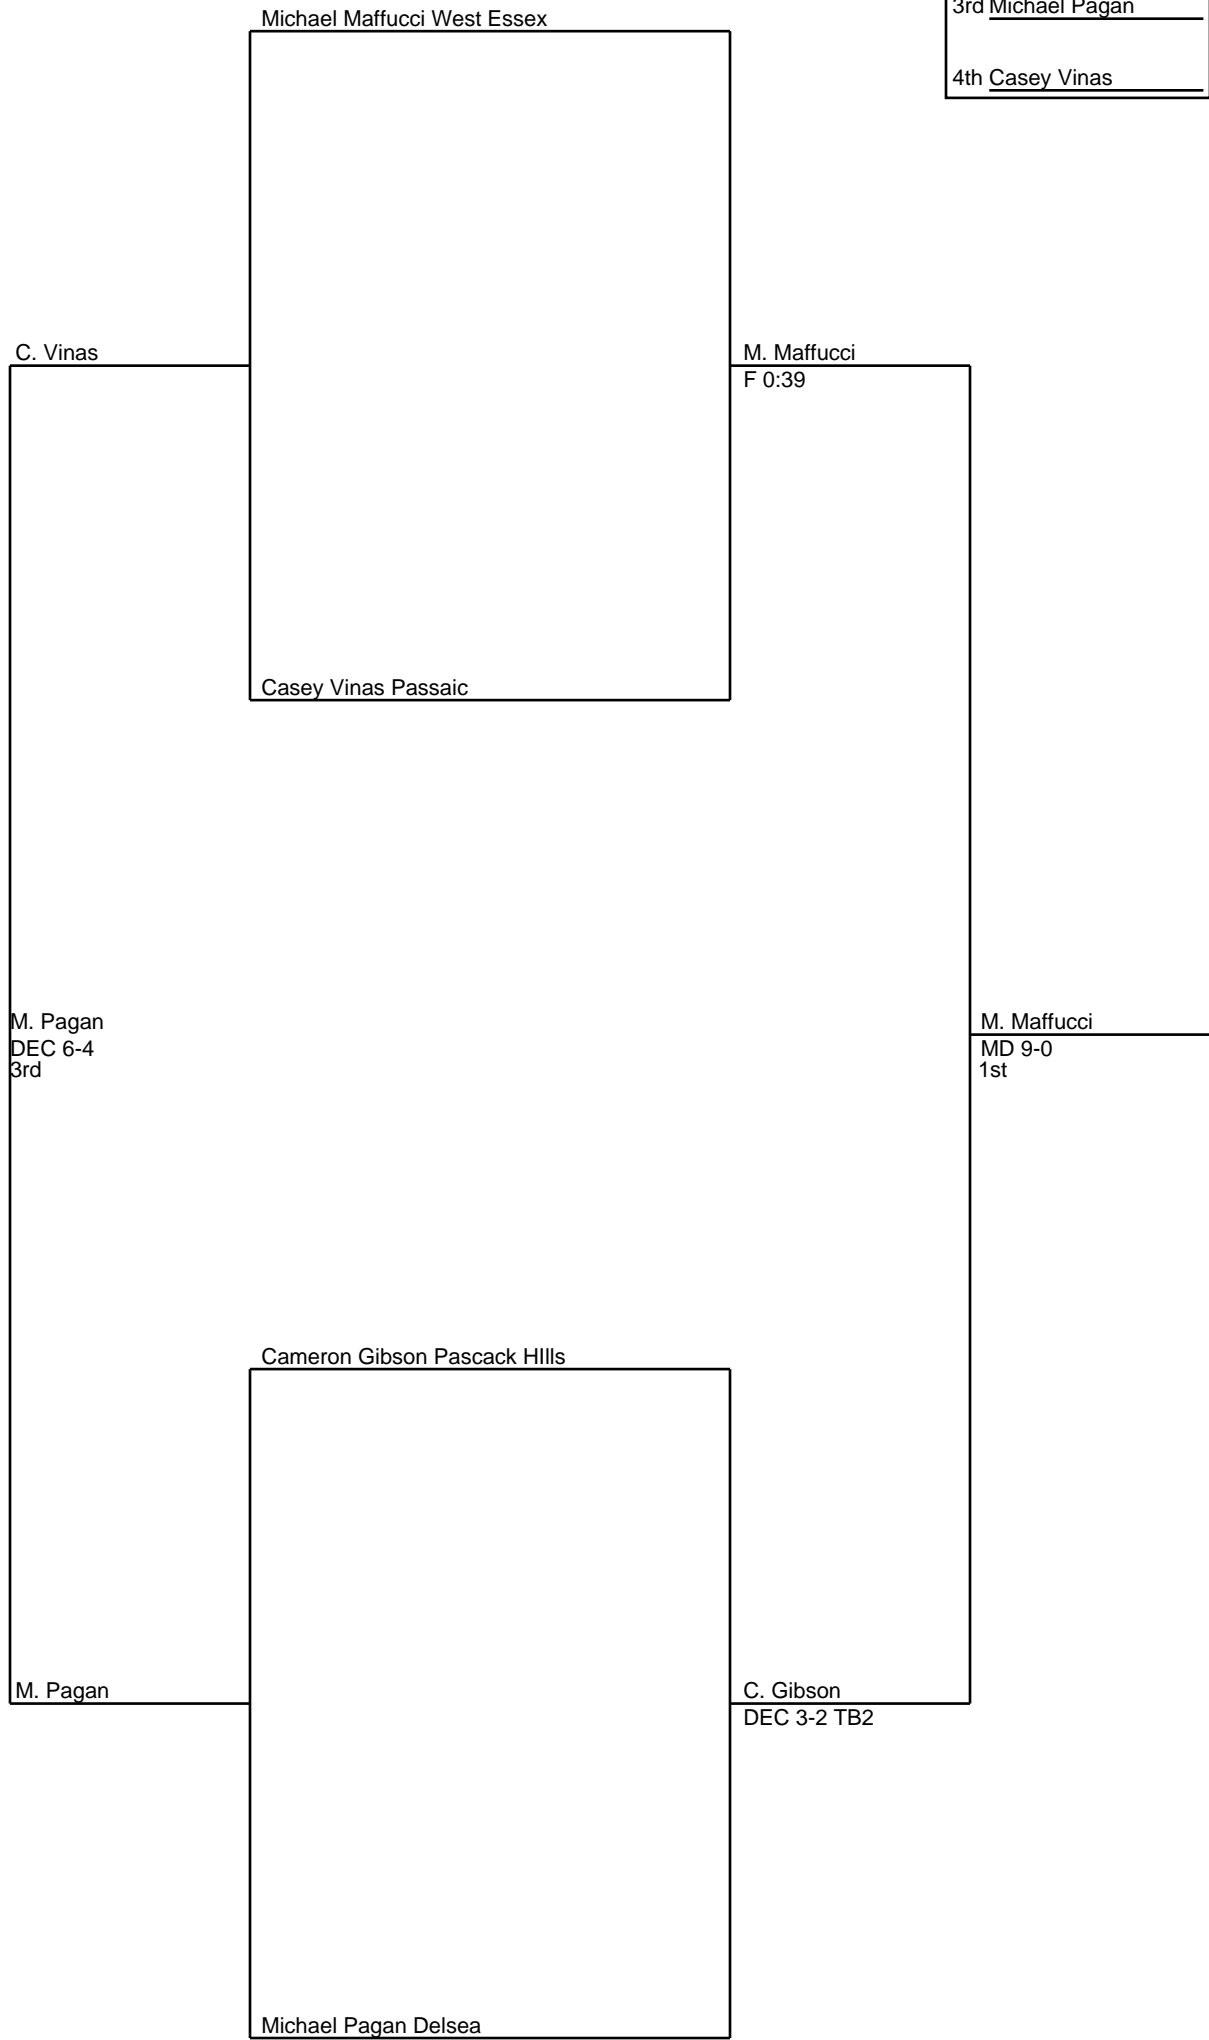 Michael Maffucci West Essex
3rd Michael Pagan
4th Casey Vinas
C. Vinas
M. Maffucci
F 0:39
Casey Vinas Passaic
M. Pagan
DEC 6-4
3rd
M. Maffucci
MD 9-0
1st
Cameron Gibson Pascack HIlls
M. Pagan
C. Gibson
DEC 3-2 TB2
Michael Pagan Delsea